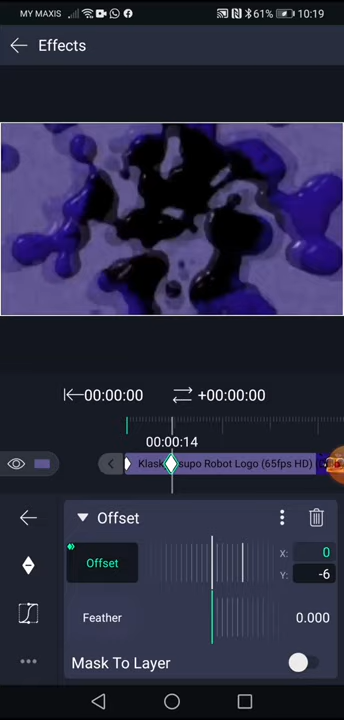 MY MAXIS 61% 10:19
Effects
00:00:00 +00:00:00
00:00:14
Klask supo Robot Logo (65fps HD)
Offset
Offset X: 0
Y: -6
Feather 0.000
Mask To Layer